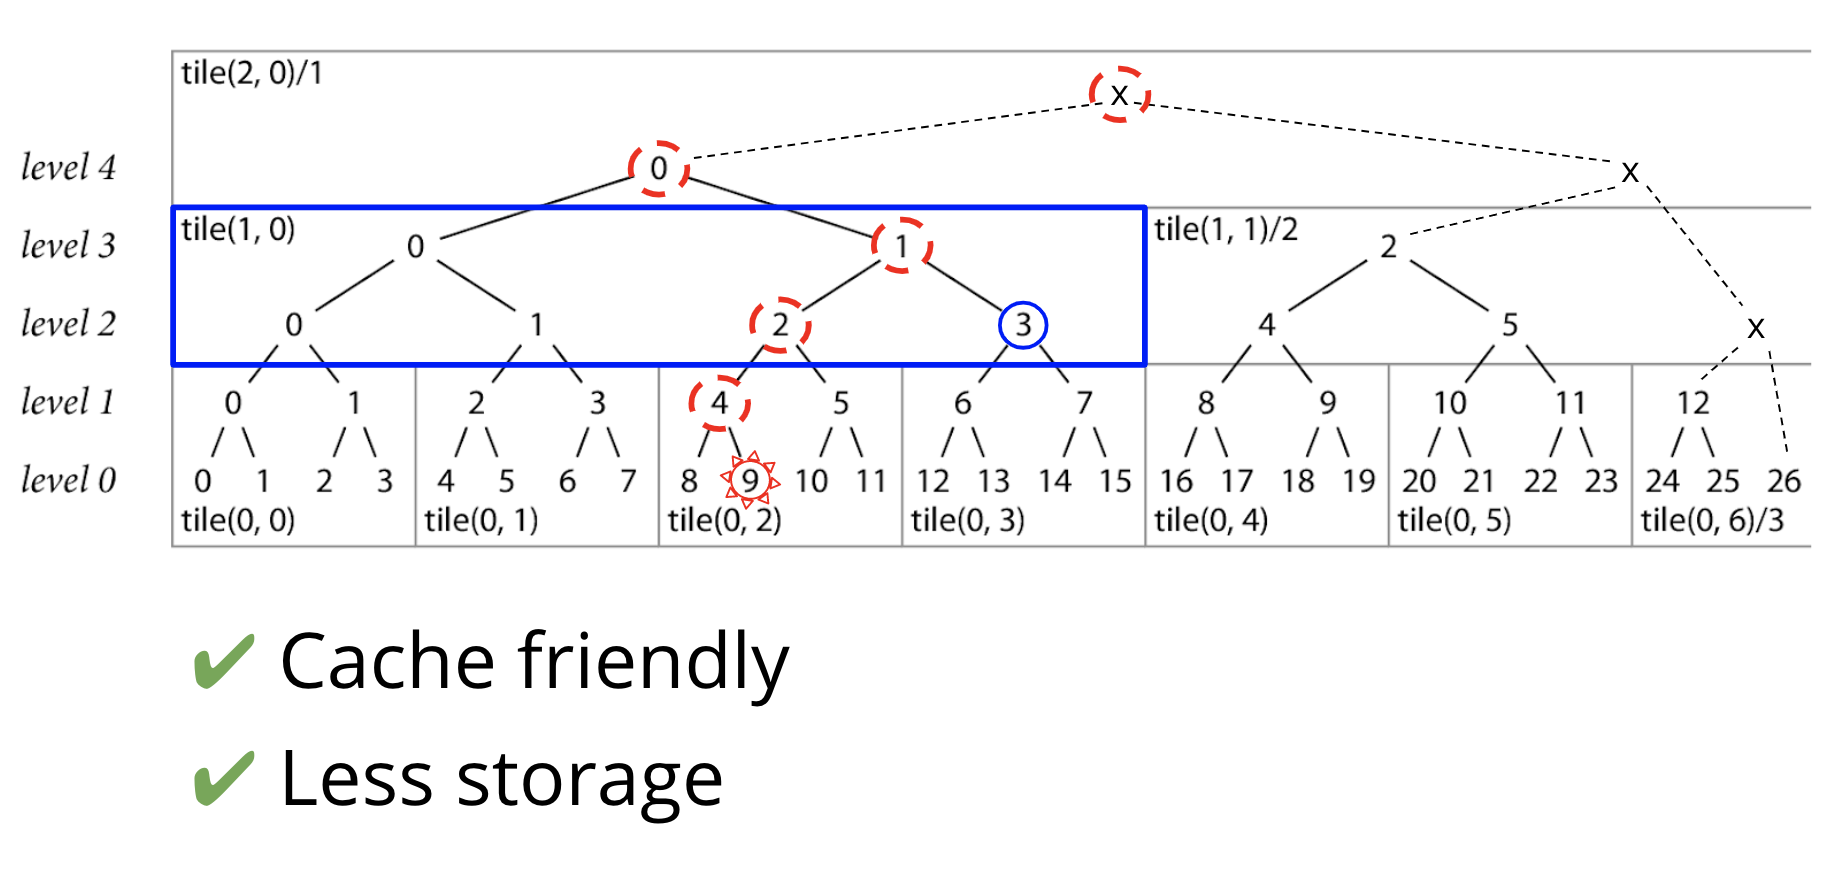 tile(2, 0)/1
x
level 4
0
x
level 3
tile(1, 0)
0
1
tile(1, 1)/2
2
level 2
0 1 2 3 4 5 x
level 1
0 1 2 3 4 5 6 7 8 9 10 11 12
level 0
0 1 2 3 4 5 6 7 8 9 10 11 12 13 14 15 16 17 18 19 20 21 22 23 24 25 26
tile(0, 0) tile(0, 1) tile(0, 2) tile(0, 3) tile(0, 4) tile(0, 5) tile(0, 6)/3
✔ Cache friendly
✔ Less storage